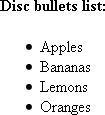 Disc bullets list:
• Apples
• Bananas
• Lemons
• Oranges